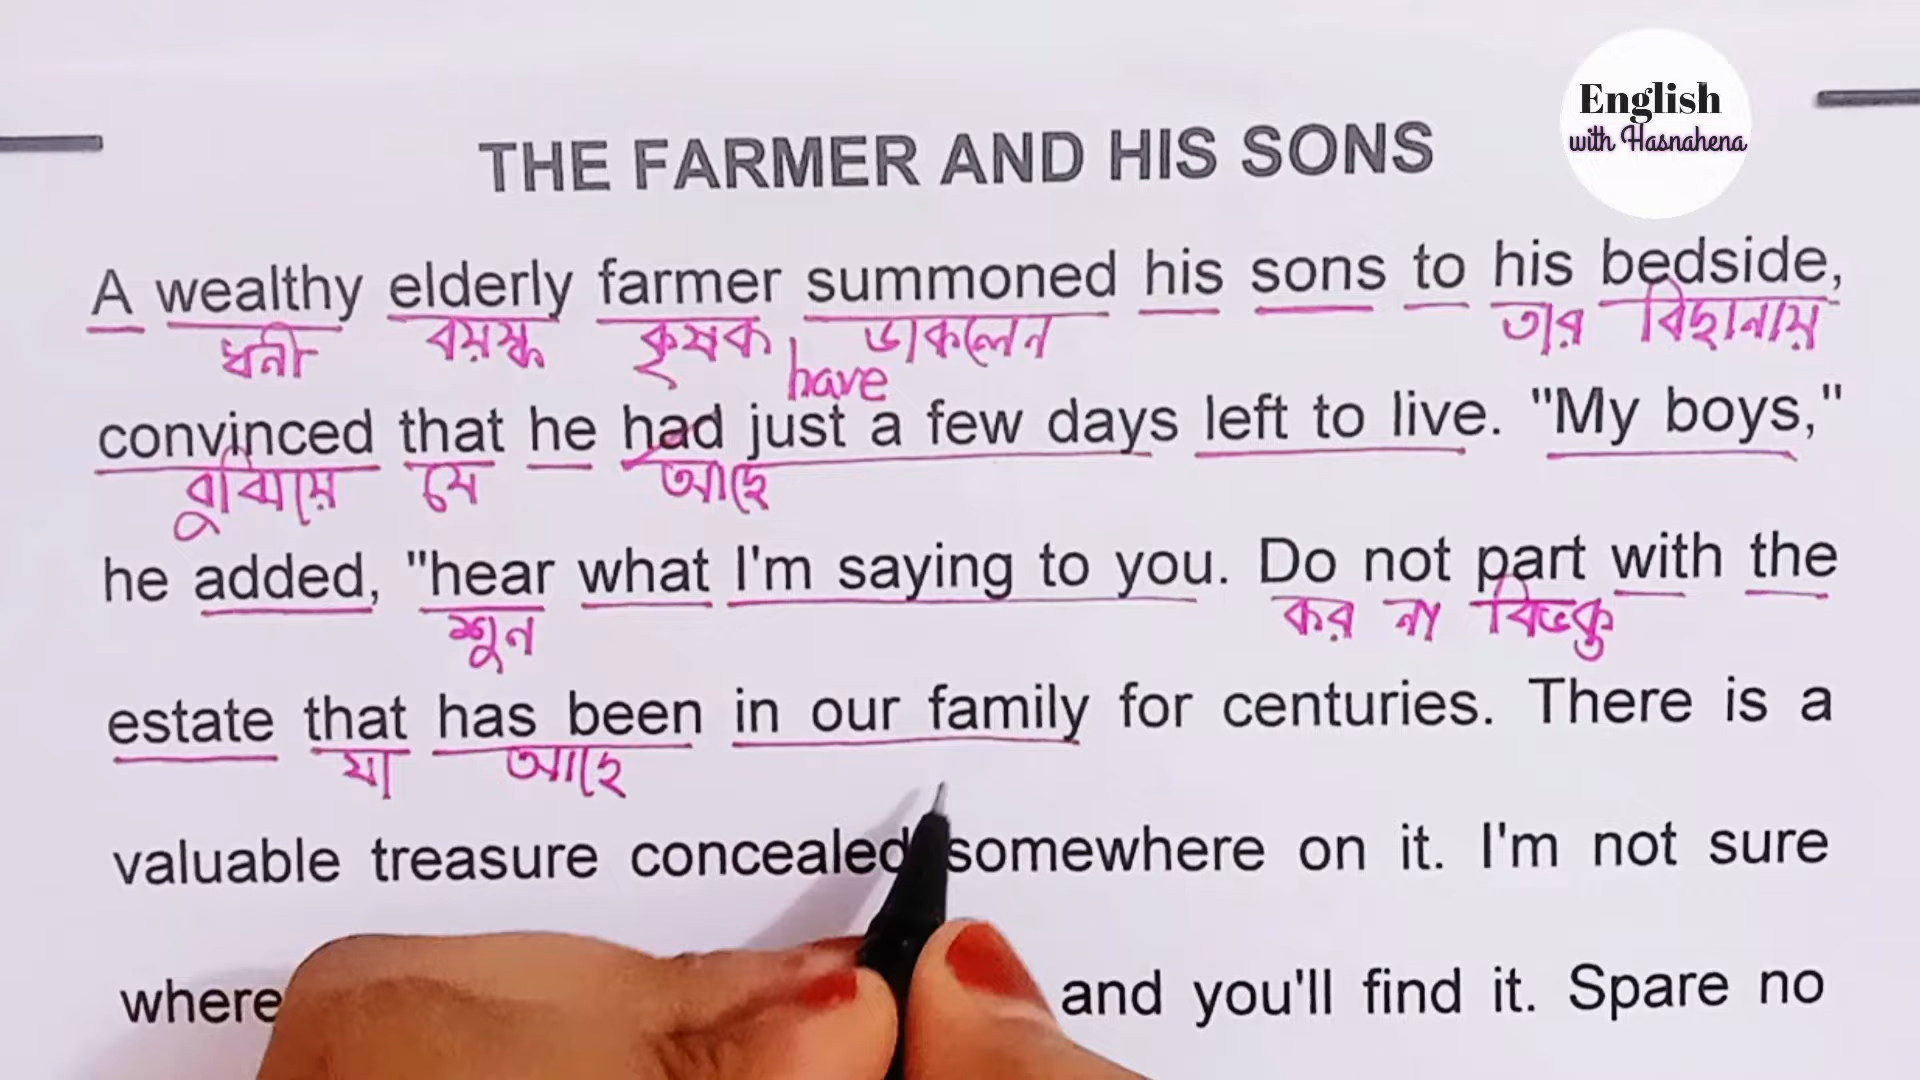 English
with Hasnahena
THE FARMER AND HIS SONS
A wealthy elderly farmer summoned his sons to his bedside,
ধনী বয়স্ক কৃষক ডাকলেন তার বিছানায়
have
convinced that he had just a few days left to live. "My boys,"
বুঝিয়ে যে আছে
he added, "hear what I'm saying to you. Do not part with the
শুন কর না বিভক্ত
estate that has been in our family for centuries. There is a
যা আছে
valuable treasure concealed somewhere on it. I'm not sure
where and you'll find it. Spare no